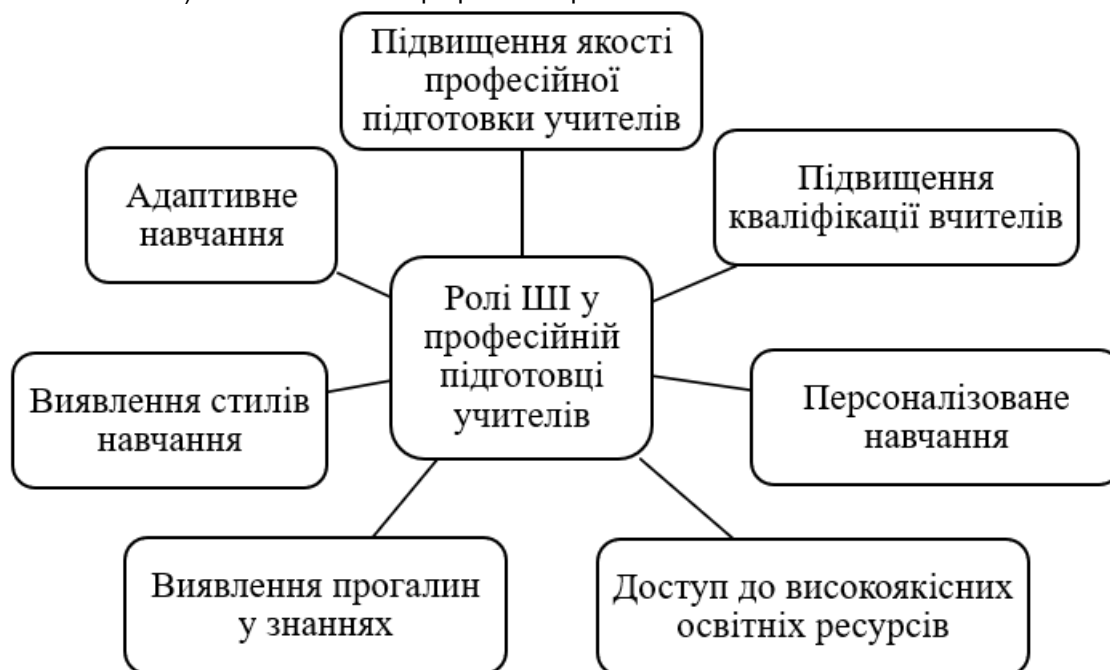 Підвищення якості
професійної
підготовки учителів
Адаптивне
навчання
Підвищення
кваліфікації вчителів
Ролі ШІ у
професійній
підготовці
учителів
Виявлення стилів
навчання
Персоналізоване
навчання
Виявлення прогалин
у знаннях
Доступ до високоякісних
освітніх ресурсів